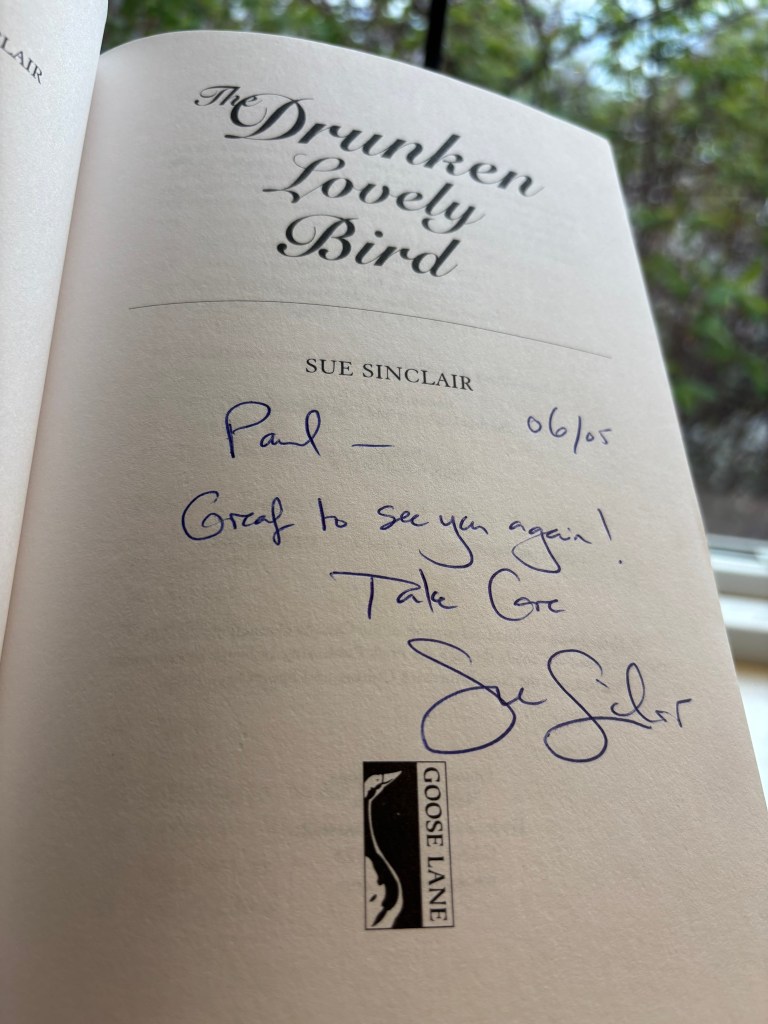 CLAIR
The
Drunken
Lovely
Bird
SUE SINCLAIR
Paul — 06/05
Great to see you again!
Take Care
Sue Sinclair
GOOSE LANE